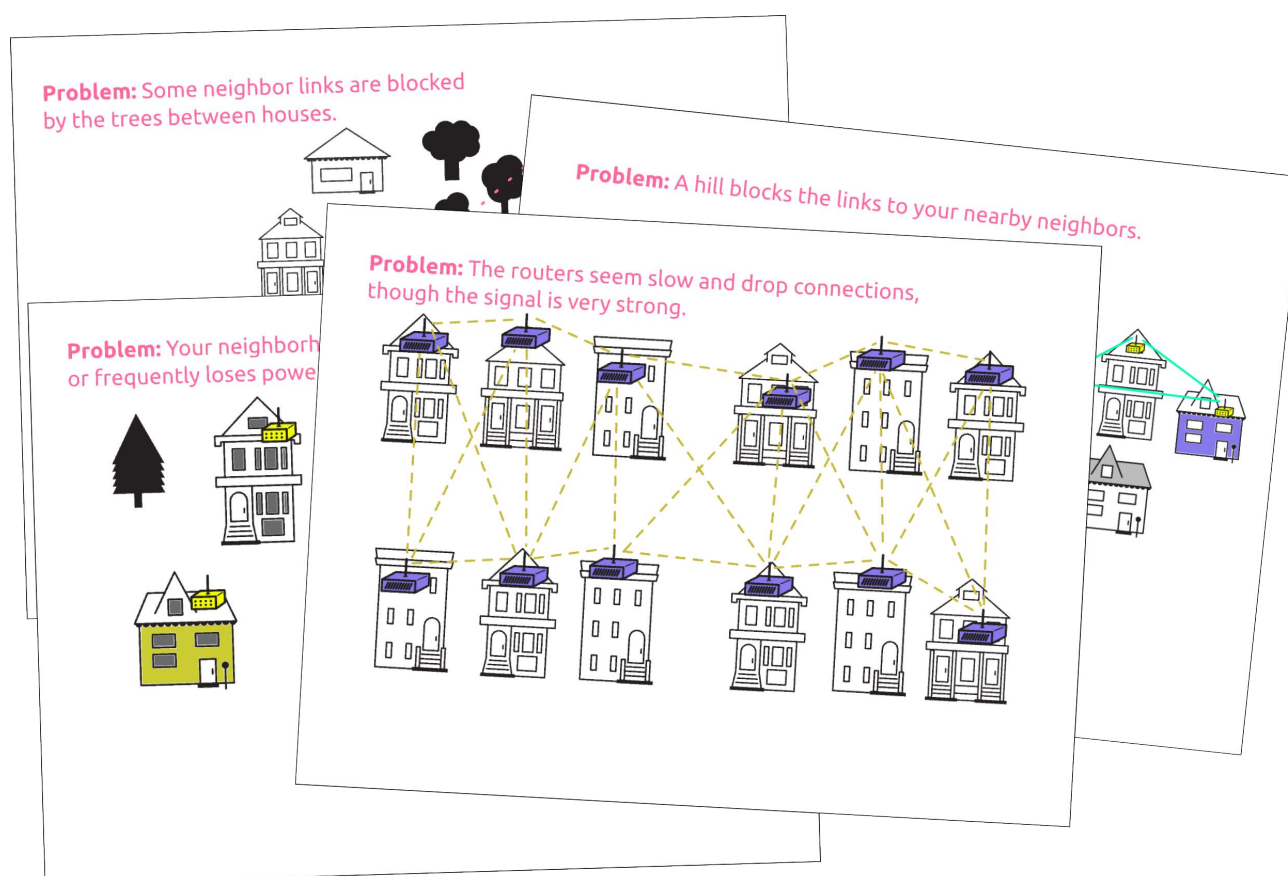 Problem: Some neighbor links are blocked
by the trees between houses.
Problem: A hill blocks the links to your nearby neighbors.
Problem: The routers seem slow and drop connections,
though the signal is very strong.
Problem: Your
or frequently loses